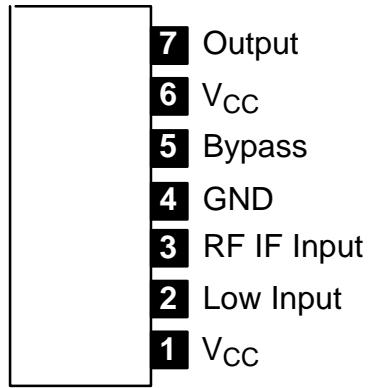 7 Output
6 VCC
5 Bypass
4 GND
3 RF IF Input
2 Low Input
1 VCC